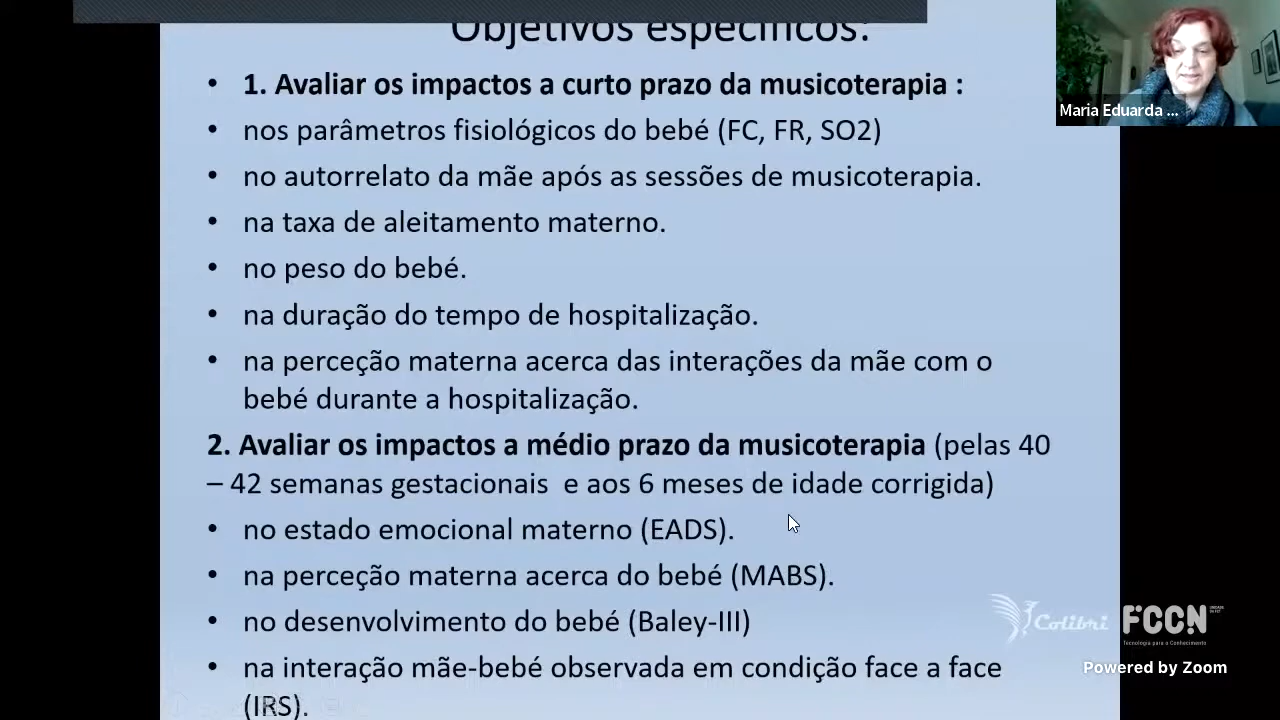 Objetivos específicos:
• 1. Avaliar os impactos a curto prazo da musicoterapia :
• nos parâmetros fisiológicos do bebé (FC, FR, SO2)
• no autorrelato da mãe após as sessões de musicoterapia.
• na taxa de aleitamento materno.
• no peso do bebé.
• na duração do tempo de hospitalização.
• na perceção materna acerca das interações da mãe com o
bebé durante a hospitalização.
2. Avaliar os impactos a médio prazo da musicoterapia (pelas 40
– 42 semanas gestacionais e aos 6 meses de idade corrigida)
• no estado emocional materno (EADS).
• na perceção materna acerca do bebé (MABS).
• no desenvolvimento do bebé (Baley-III)
• na interação mãe-bebé observada em condição face a face
(IRS).
Maria Eduarda ...
Colibri
FCCN
Tecnologia para o Conhecimento
Powered by Zoom